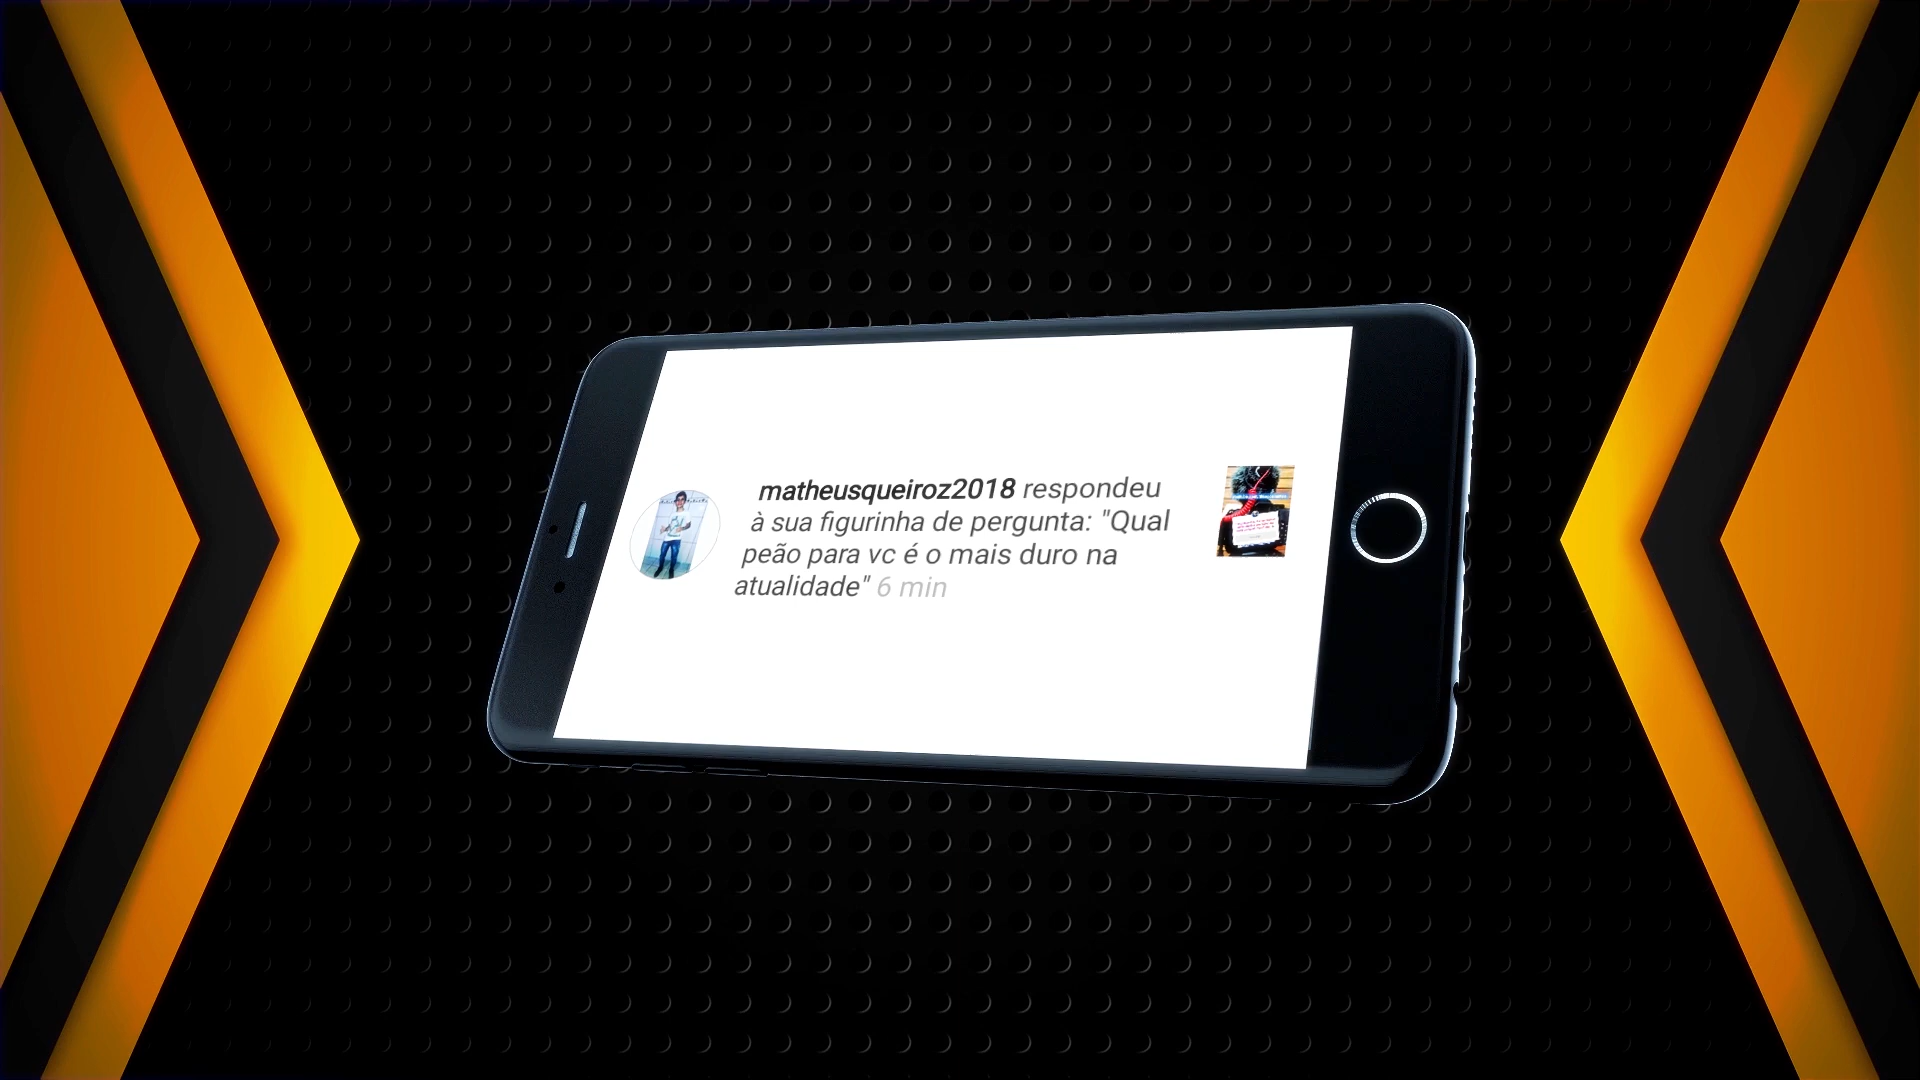 matheusqueiroz2018 respondeu
à sua figurinha de pergunta: "Qual
peão para vc é o mais duro na
atualidade" 6 min